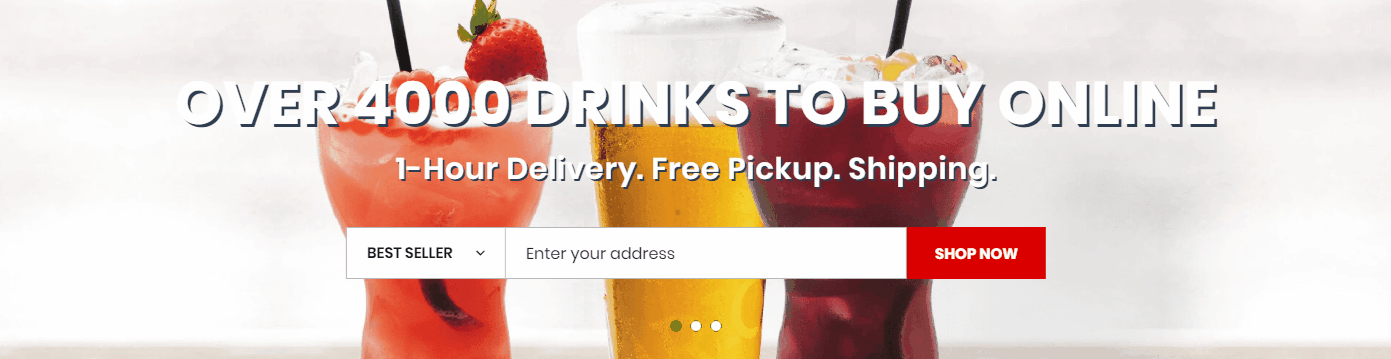 OVER 4000 DRINKS TO BUY ONLINE
1-Hour Delivery. Free Pickup. Shipping.
BEST SELLER Enter your address SHOP NOW